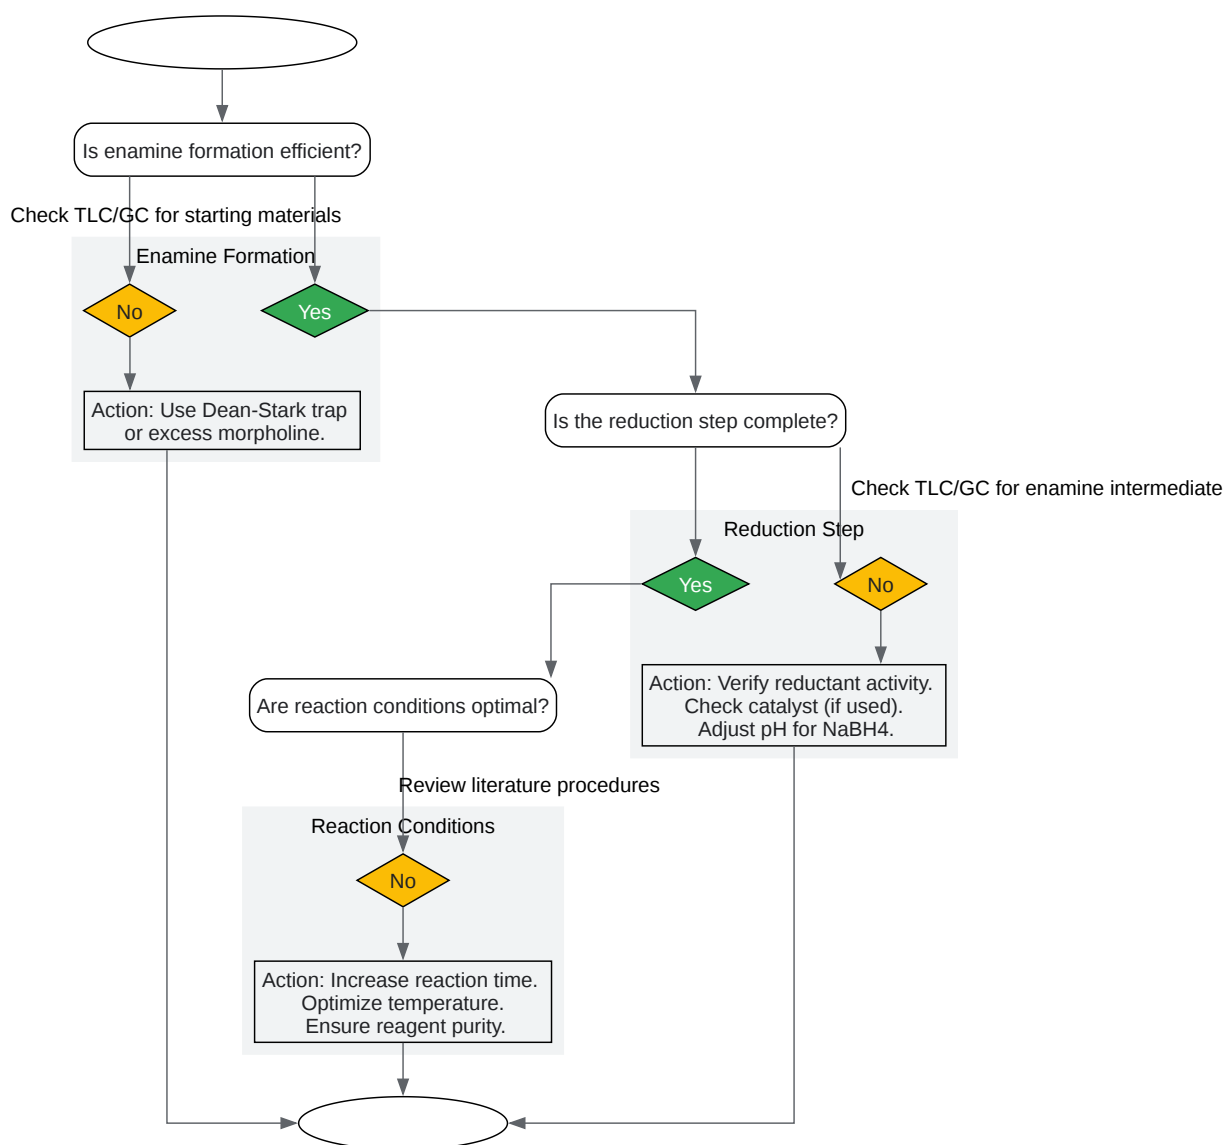 Is enamine formation efficient?
Check TLC/GC for starting materials
Enamine Formation
No
Yes
Action: Use Dean-Stark trap
or excess morpholine.
Is the reduction step complete?
Check TLC/GC for enamine intermediate
Reduction Step
Yes
No
Action: Verify reductant activity.
Check catalyst (if used).
Adjust pH for NaBH4.
Are reaction conditions optimal?
Review literature procedures
Reaction Conditions
No
Action: Increase reaction time.
Optimize temperature.
Ensure reagent purity.